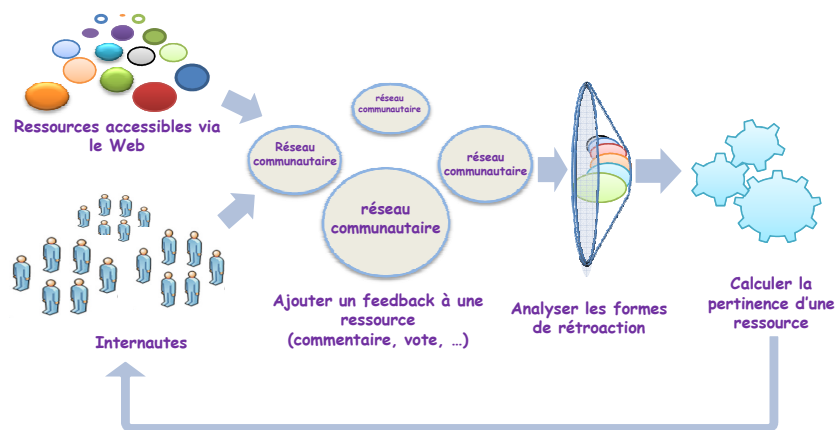 Ressources accessibles via
le Web
Internautes
réseau
communautaire
Réseau
communautaire
réseau
communautaire
réseau
communautaire
Ajouter un feedback à une
ressource
(commentaire, vote, …)
Analyser les formes
de rétroaction
Calculer la
pertinence d’une
ressource